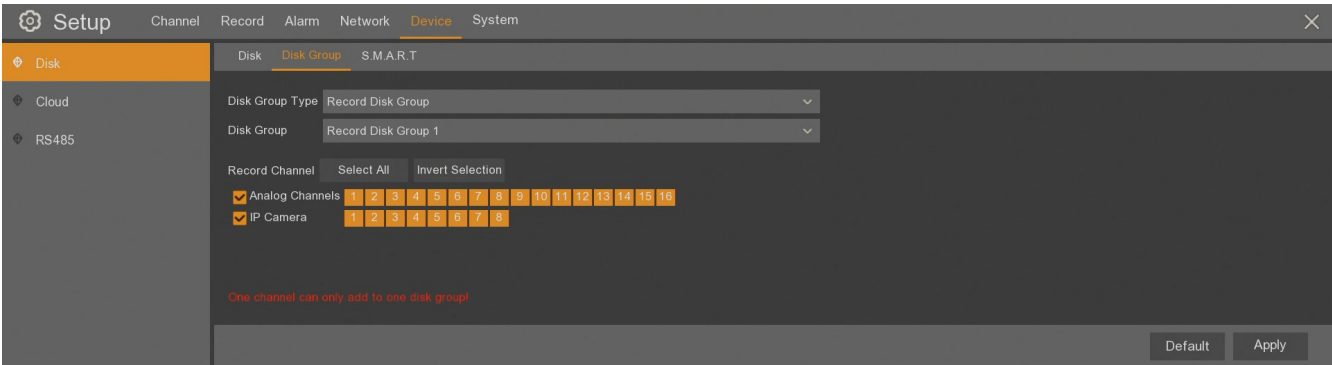 Setup Channel Record Alarm Network Device System
Disk
Cloud
RS485
Disk Disk Group S.M.A.R.T
Disk Group Type Record Disk Group
Disk Group Record Disk Group 1
Record Channel Select All Invert Selection
Analog Channels 1 2 3 4 5 6 7 8 9 10 11 12 13 14 15 16
IP Camera 1 2 3 4 5 6 7 8
One channel can only add to one disk group!
Default Apply